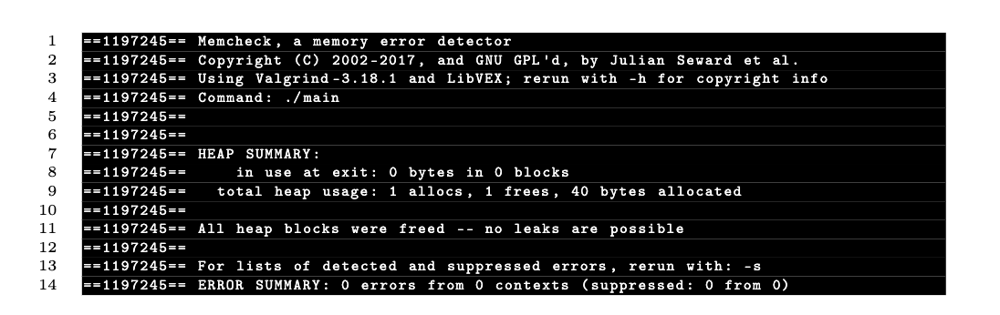 1 ==1197245== Memcheck, a memory error detector
2 ==1197245== Copyright (C) 2002-2017, and GNU GPL'd, by Julian Seward et al.
3 ==1197245== Using Valgrind-3.18.1 and LibVEX; rerun with -h for copyright info
4 ==1197245== Command: ./main
5 ==1197245==
6 ==1197245==
7 ==1197245== HEAP SUMMARY:
8 ==1197245==     in use at exit: 0 bytes in 0 blocks
9 ==1197245==   total heap usage: 1 allocs, 1 frees, 40 bytes allocated
10 ==1197245==
11 ==1197245== All heap blocks were freed -- no leaks are possible
12 ==1197245==
13 ==1197245== For lists of detected and suppressed errors, rerun with: -s
14 ==1197245== ERROR SUMMARY: 0 errors from 0 contexts (suppressed: 0 from 0)